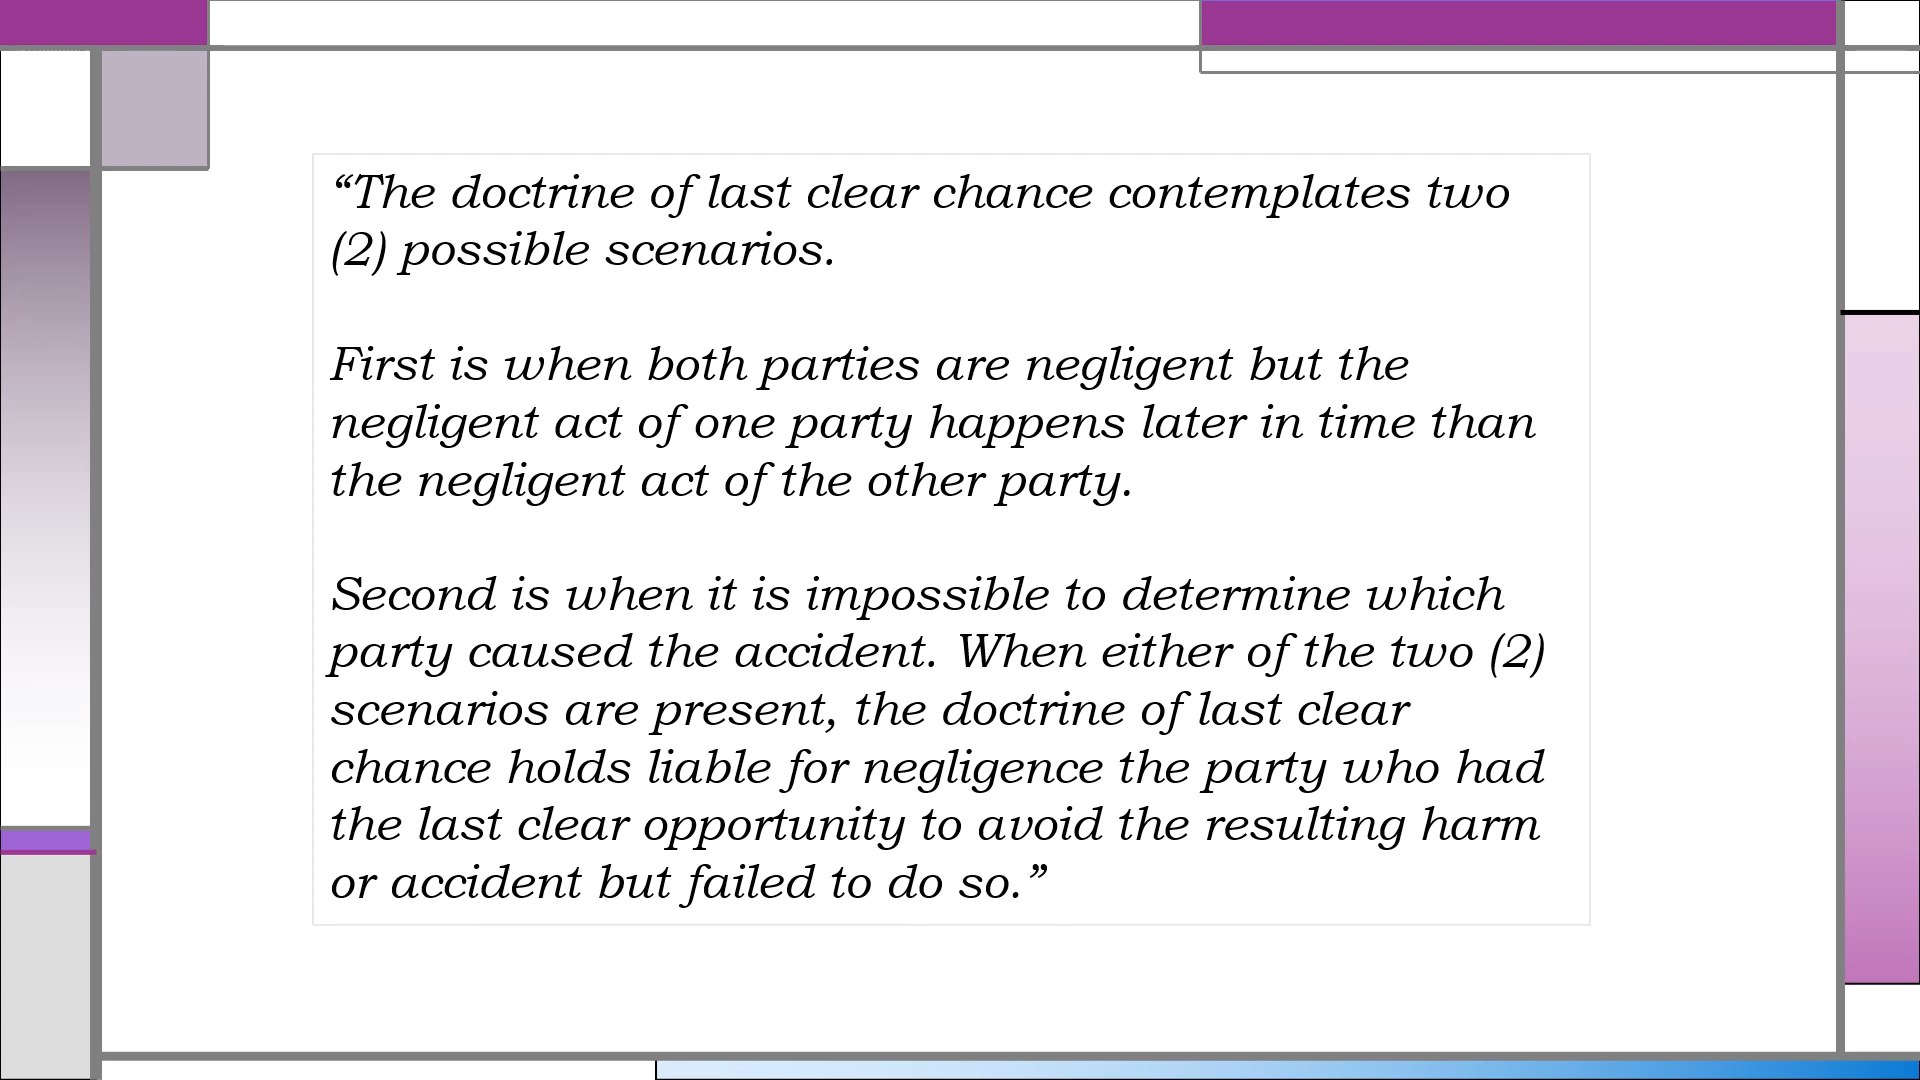 “The doctrine of last clear chance contemplates two
(2) possible scenarios.
First is when both parties are negligent but the
negligent act of one party happens later in time than
the negligent act of the other party.
Second is when it is impossible to determine which
party caused the accident. When either of the two (2)
scenarios are present, the doctrine of last clear
chance holds liable for negligence the party who had
the last clear opportunity to avoid the resulting harm
or accident but failed to do so.”